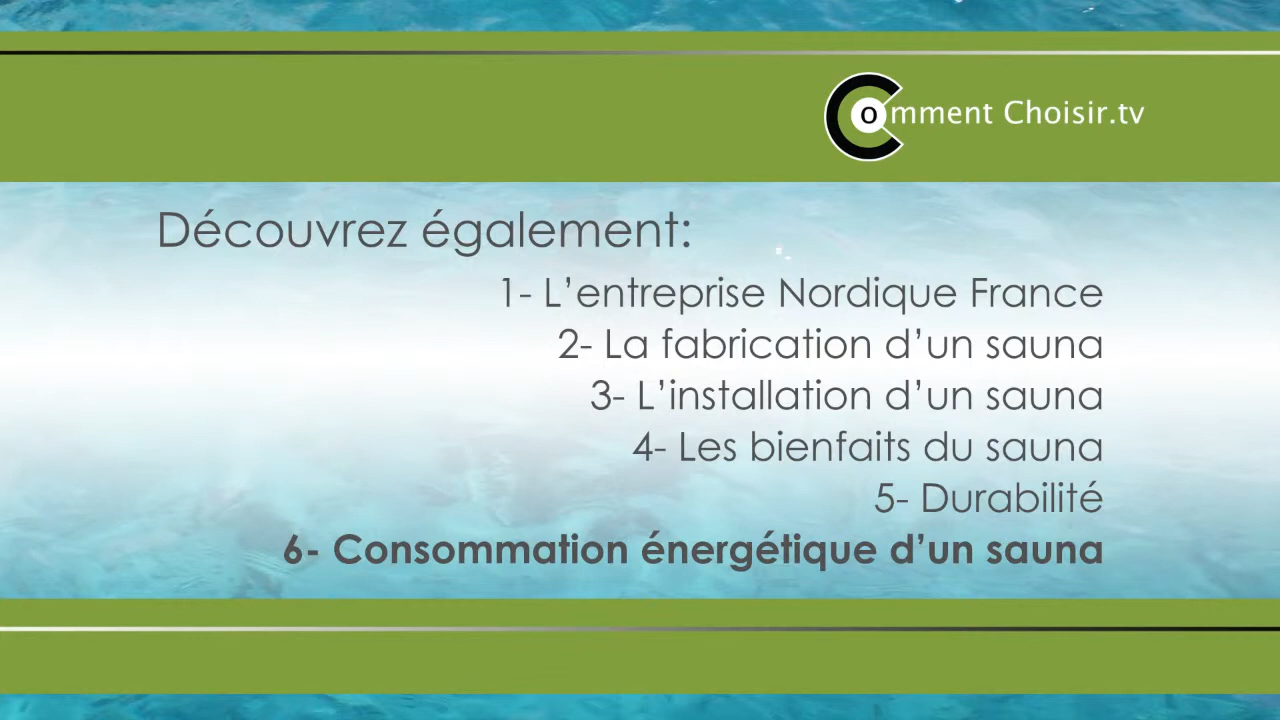 Comment Choisir.tv
Découvrez également:
1- L’entreprise Nordique France
2- La fabrication d’un sauna
3- L’installation d’un sauna
4- Les bienfaits du sauna
5- Durabilité
6- Consommation énergétique d’un sauna